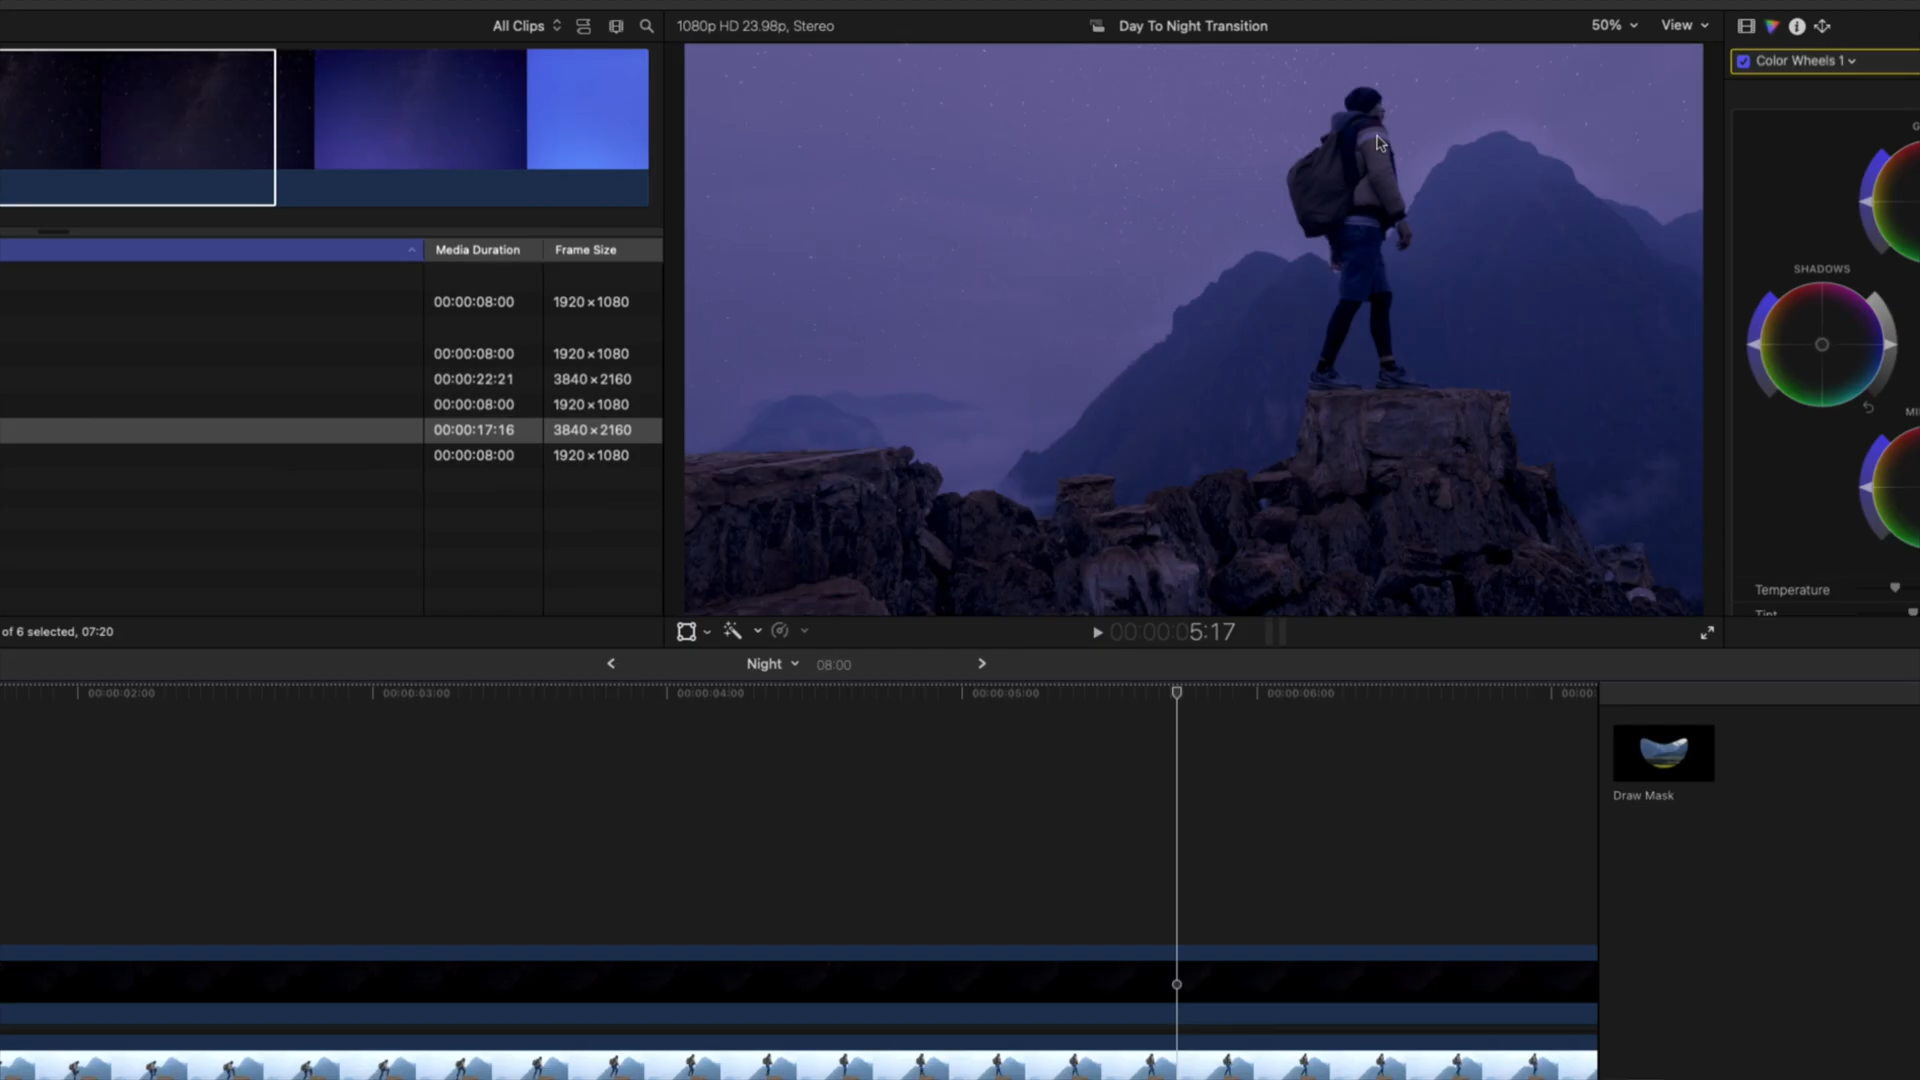 All Clips
1080p HD 23.98p, Stereo
Day To Night Transition
50%
View
Color Wheels 1
SHADOWS
Temperature
Media Duration
Frame Size
00:00:08:00
1920×1080
00:00:08:00
1920×1080
00:00:22:21
3840×2160
00:00:08:00
1920×1080
00:00:17:16
3840×2160
00:00:08:00
1920×1080
of 6 selected, 07:20
00:00:05:17
Night
08:00
00:00:02:00
00:00:03:00
00:00:04:00
00:00:05:00
00:00:06:00
00:00:
Draw Mask